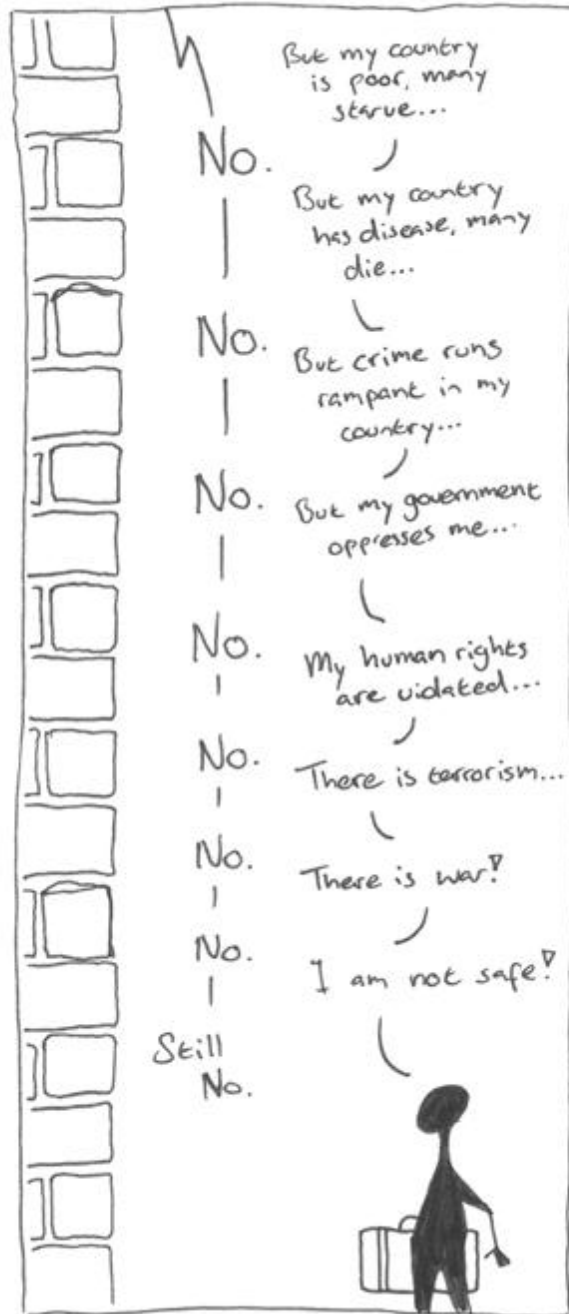 But my country
is poor, many
starve...
No.
But my country
has disease, many
die...
No.
But crime runs
rampant in my
country...
No.
But my government
oppresses me...
No.
My human rights
are violated...
No.
There is terrorism...
No.
There is war!
No.
I am not safe!
Still
No.